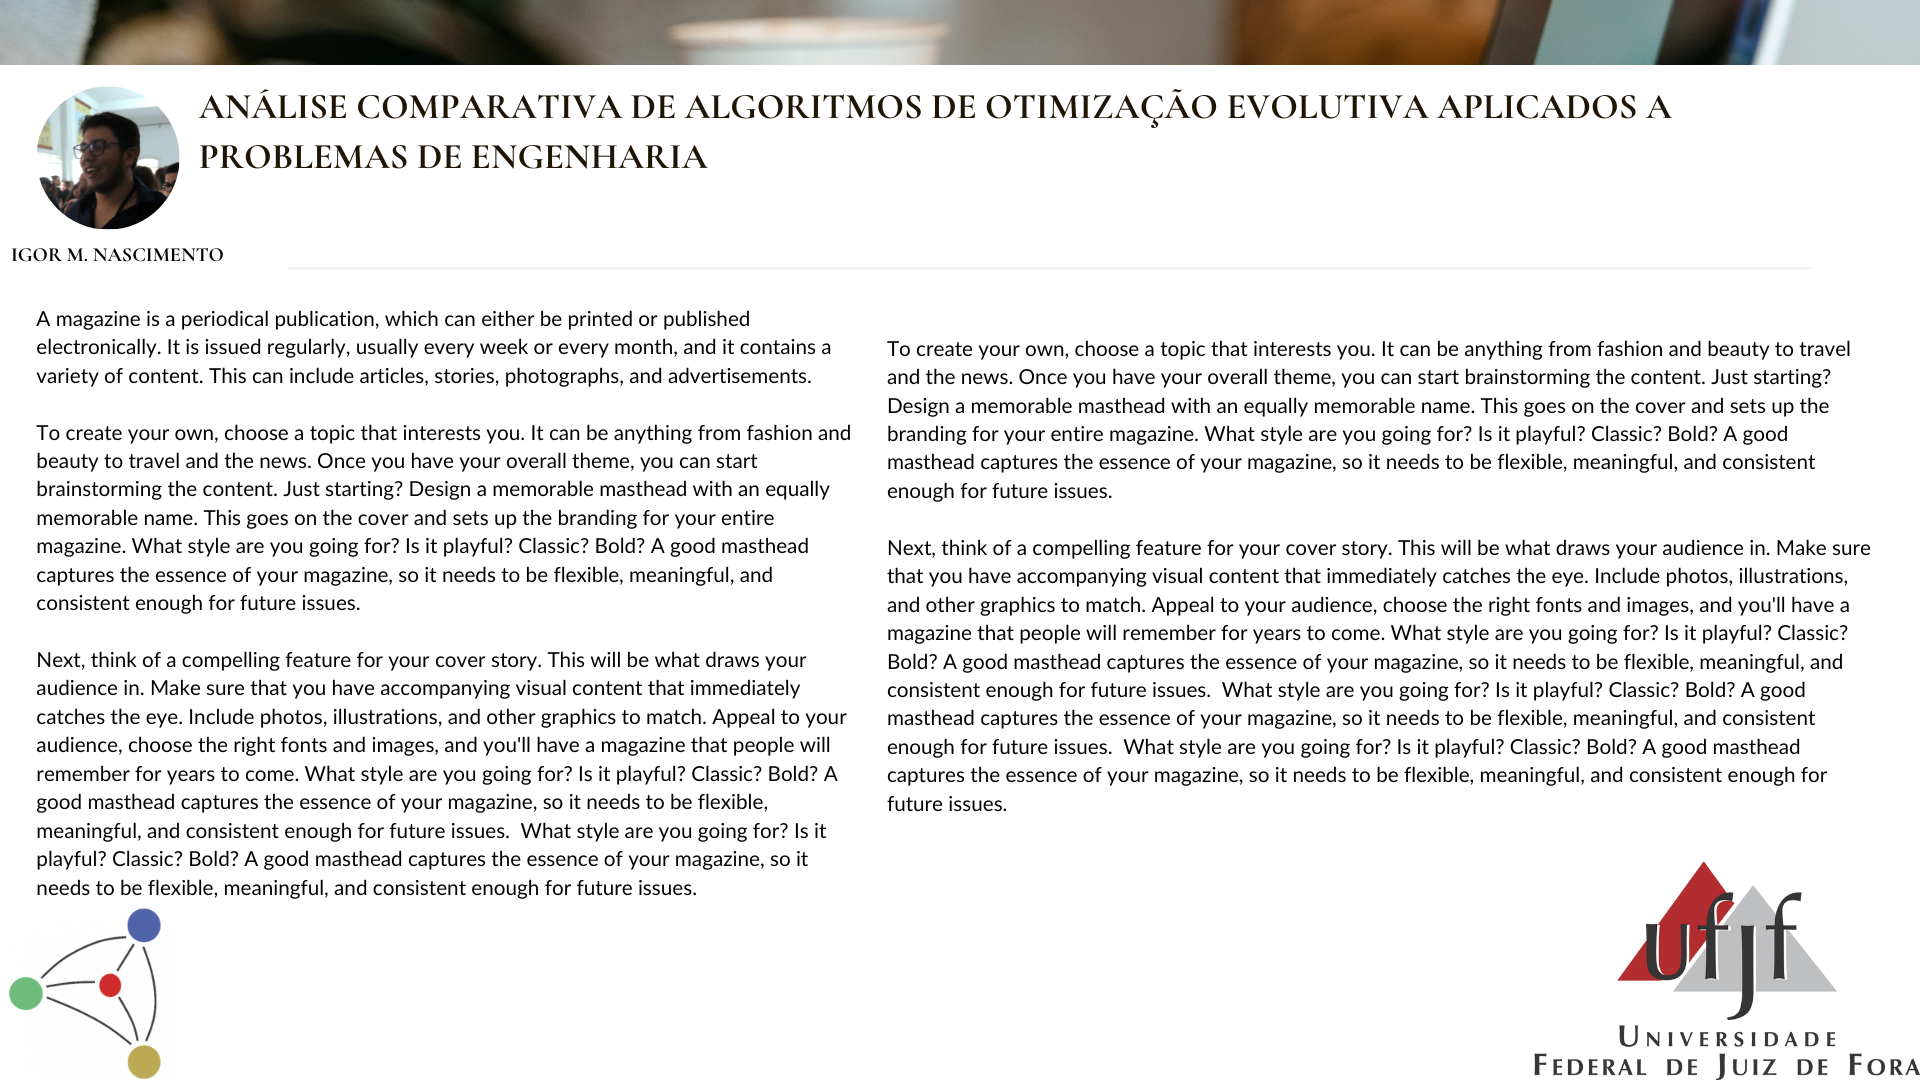 ANÁLISE COMPARATIVA DE ALGORITMOS DE OTIMIZAÇÃO EVOLUTIVA APLICADOS A
PROBLEMAS DE ENGENHARIA
IGOR M. NASCIMENTO
A magazine is a periodical publication, which can either be printed or published
electronically. It is issued regularly, usually every week or every month, and it contains a
variety of content. This can include articles, stories, photographs, and advertisements.
To create your own, choose a topic that interests you. It can be anything from fashion and
beauty to travel and the news. Once you have your overall theme, you can start
brainstorming the content. Just starting? Design a memorable masthead with an equally
memorable name. This goes on the cover and sets up the branding for your entire
magazine. What style are you going for? Is it playful? Classic? Bold? A good masthead
captures the essence of your magazine, so it needs to be flexible, meaningful, and
consistent enough for future issues.
Next, think of a compelling feature for your cover story. This will be what draws your
audience in. Make sure that you have accompanying visual content that immediately
catches the eye. Include photos, illustrations, and other graphics to match. Appeal to your
audience, choose the right fonts and images, and you'll have a magazine that people will
remember for years to come. What style are you going for? Is it playful? Classic? Bold? A
good masthead captures the essence of your magazine, so it needs to be flexible,
meaningful, and consistent enough for future issues.  What style are you going for? Is it
playful? Classic? Bold? A good masthead captures the essence of your magazine, so it
needs to be flexible, meaningful, and consistent enough for future issues.
To create your own, choose a topic that interests you. It can be anything from fashion and beauty to travel
and the news. Once you have your overall theme, you can start brainstorming the content. Just starting?
Design a memorable masthead with an equally memorable name. This goes on the cover and sets up the
branding for your entire magazine. What style are you going for? Is it playful? Classic? Bold? A good
masthead captures the essence of your magazine, so it needs to be flexible, meaningful, and consistent
enough for future issues.
Next, think of a compelling feature for your cover story. This will be what draws your audience in. Make sure
that you have accompanying visual content that immediately catches the eye. Include photos, illustrations,
and other graphics to match. Appeal to your audience, choose the right fonts and images, and you'll have a
magazine that people will remember for years to come. What style are you going for? Is it playful? Classic?
Bold? A good masthead captures the essence of your magazine, so it needs to be flexible, meaningful, and
consistent enough for future issues.  What style are you going for? Is it playful? Classic? Bold? A good
masthead captures the essence of your magazine, so it needs to be flexible, meaningful, and consistent
enough for future issues.  What style are you going for? Is it playful? Classic? Bold? A good masthead
captures the essence of your magazine, so it needs to be flexible, meaningful, and consistent enough for
future issues.
ufjf
UNIVERSIDADE
FEDERAL DE JUIZ DE FORA